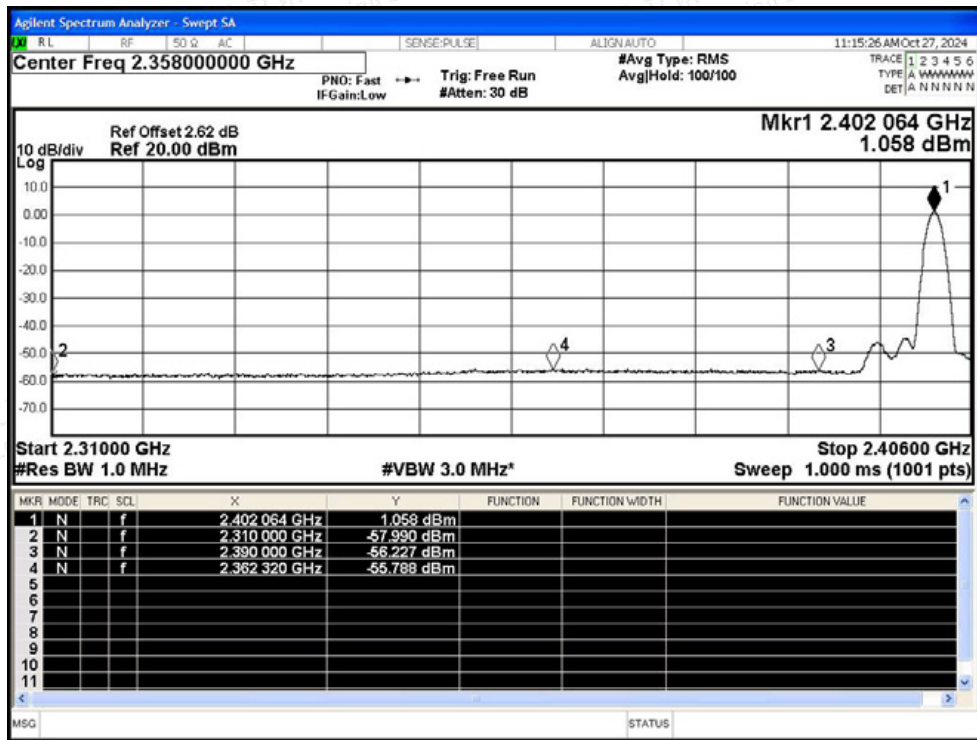 Agilent Spectrum Analyzer - Swept SA
RL RF 50 Ω AC SENSE:PULSE ALIGNAUTO 11:15:26 AM Oct 27, 2024
Center Freq 2.358000000 GHz
PNO: Fast
IFGain:Low
Trig: Free Run
#Atten: 30 dB
#Avg Type: RMS
Avg|Hold: 100/100
TRACE 1 2 3 4 5 6
TYPE A WWWWW
DET A N N N N N
Ref Offset 2.62 dB
10 dB/div Ref 20.00 dBm
Log
Mkr1 2.402 064 GHz
1.058 dBm
10.0
0.00
-10.0
-20.0
-30.0
-40.0
-50.0
-60.0
-70.0
1
2
4
3
Start 2.31000 GHz Stop 2.40600 GHz
#Res BW 1.0 MHz #VBW 3.0 MHz* Sweep 1.000 ms (1001 pts)
MKR MODE TRC SCL X Y FUNCTION FUNCTION WIDTH FUNCTION VALUE
1 N f 2.402 064 GHz 1.058 dBm
2 N f 2.310 000 GHz -57.990 dBm
3 N f 2.390 000 GHz -56.227 dBm
4 N f 2.362 320 GHz -55.788 dBm
5
6
7
8
9
10
11
MSG STATUS